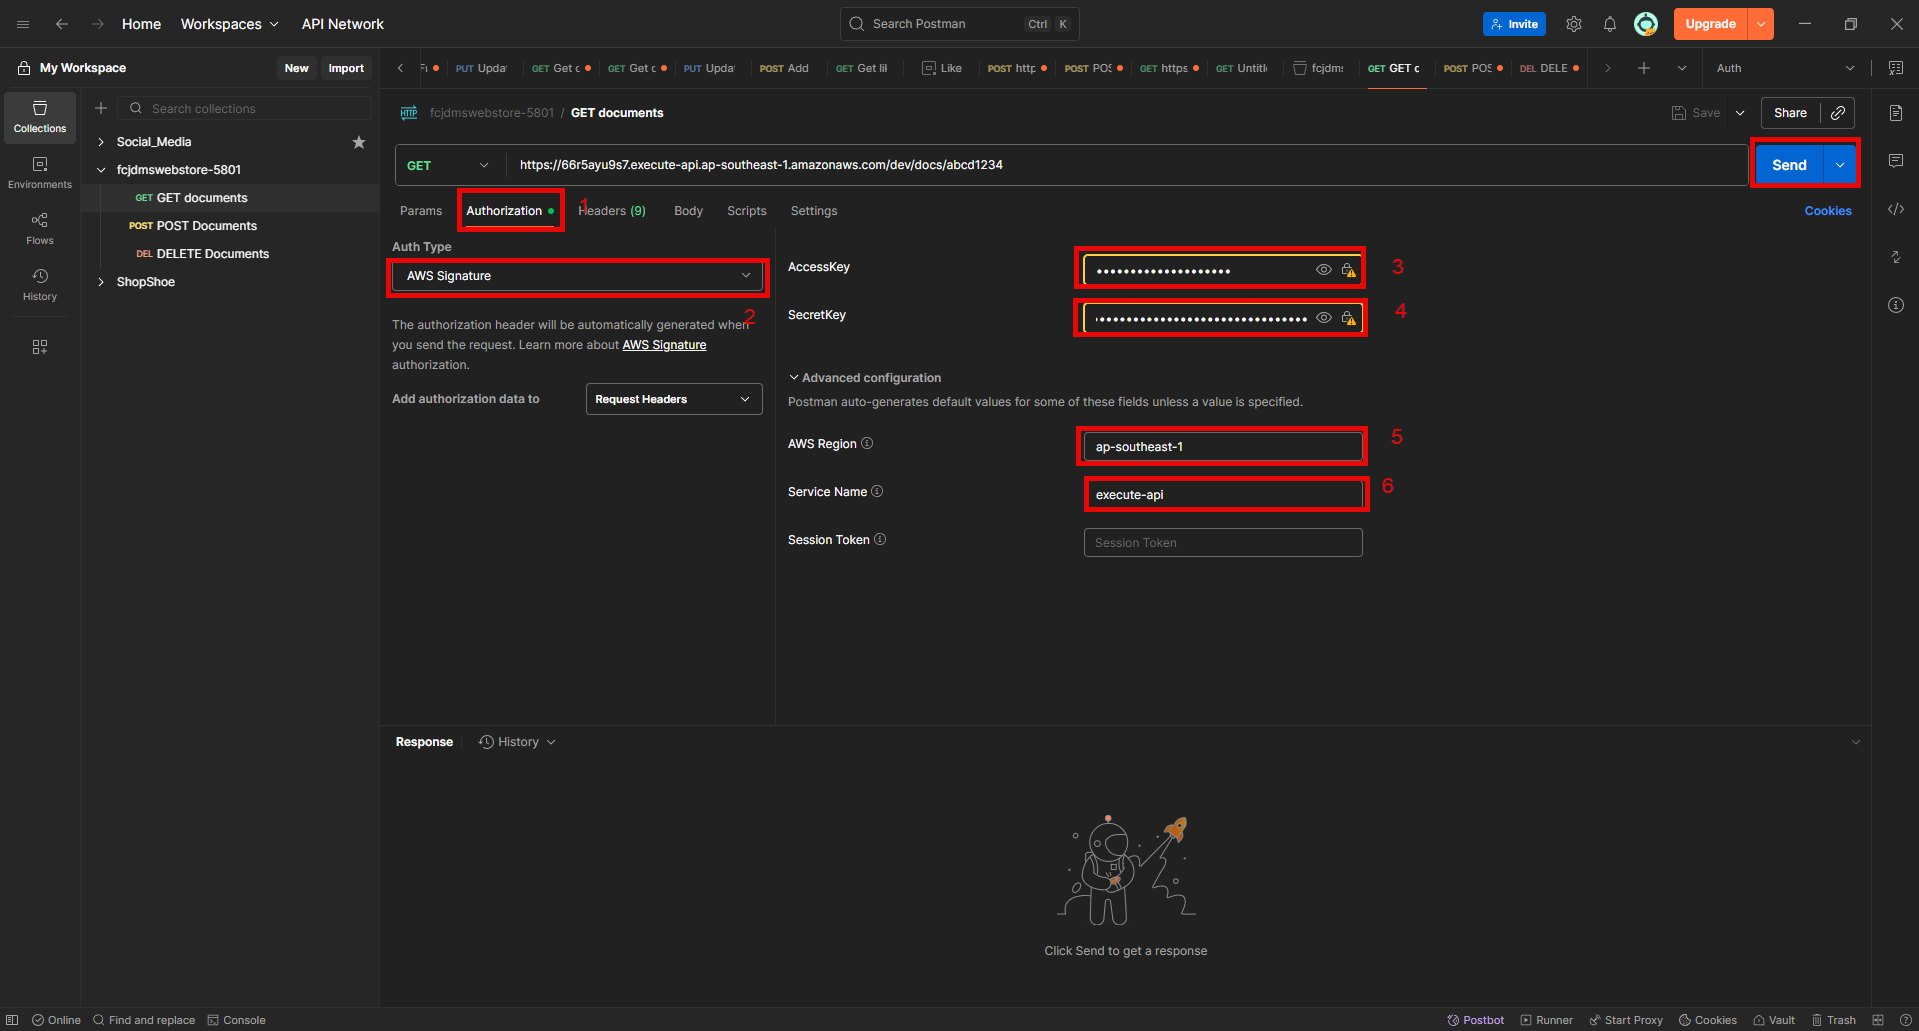 Home Workspaces API Network Search Postman Ctrl K Invite Upgrade
My Workspace New Import
PUT Updat GET Get c GET Get c PUT Updat POST Add GET Get li Like POST http POST POS GET https GET Untitle fcjdms GET GET c POST POS DEL DELE Auth
Collections
Environments
Flows
History
Search collections
Social_Media
fcjdmswebstore-5801
GET GET documents
POST POST Documents
DEL DELETE Documents
ShopShoe
HTTP fcjdmswebstore-5801 / GET documents Save Share
GET https://66r5ayu9s7.execute-api.ap-southeast-1.amazonaws.com/dev/docs/abcd1234 Send
Params Authorization 1 Headers (9) Body Scripts Settings Cookies
Auth Type
AWS Signature
2
The authorization header will be automatically generated when
you send the request. Learn more about AWS Signature
authorization.
Add authorization data to Request Headers
AccessKey •••••••••••••••••••• 3
SecretKey •••••••••••••••••••••••••••••••• 4
Advanced configuration
Postman auto-generates default values for some of these fields unless a value is specified.
AWS Region ap-southeast-1 5
Service Name execute-api 6
Session Token Session Token
Response History
Click Send to get a response
Online Find and replace Console Postbot Runner Start Proxy Cookies Vault Trash